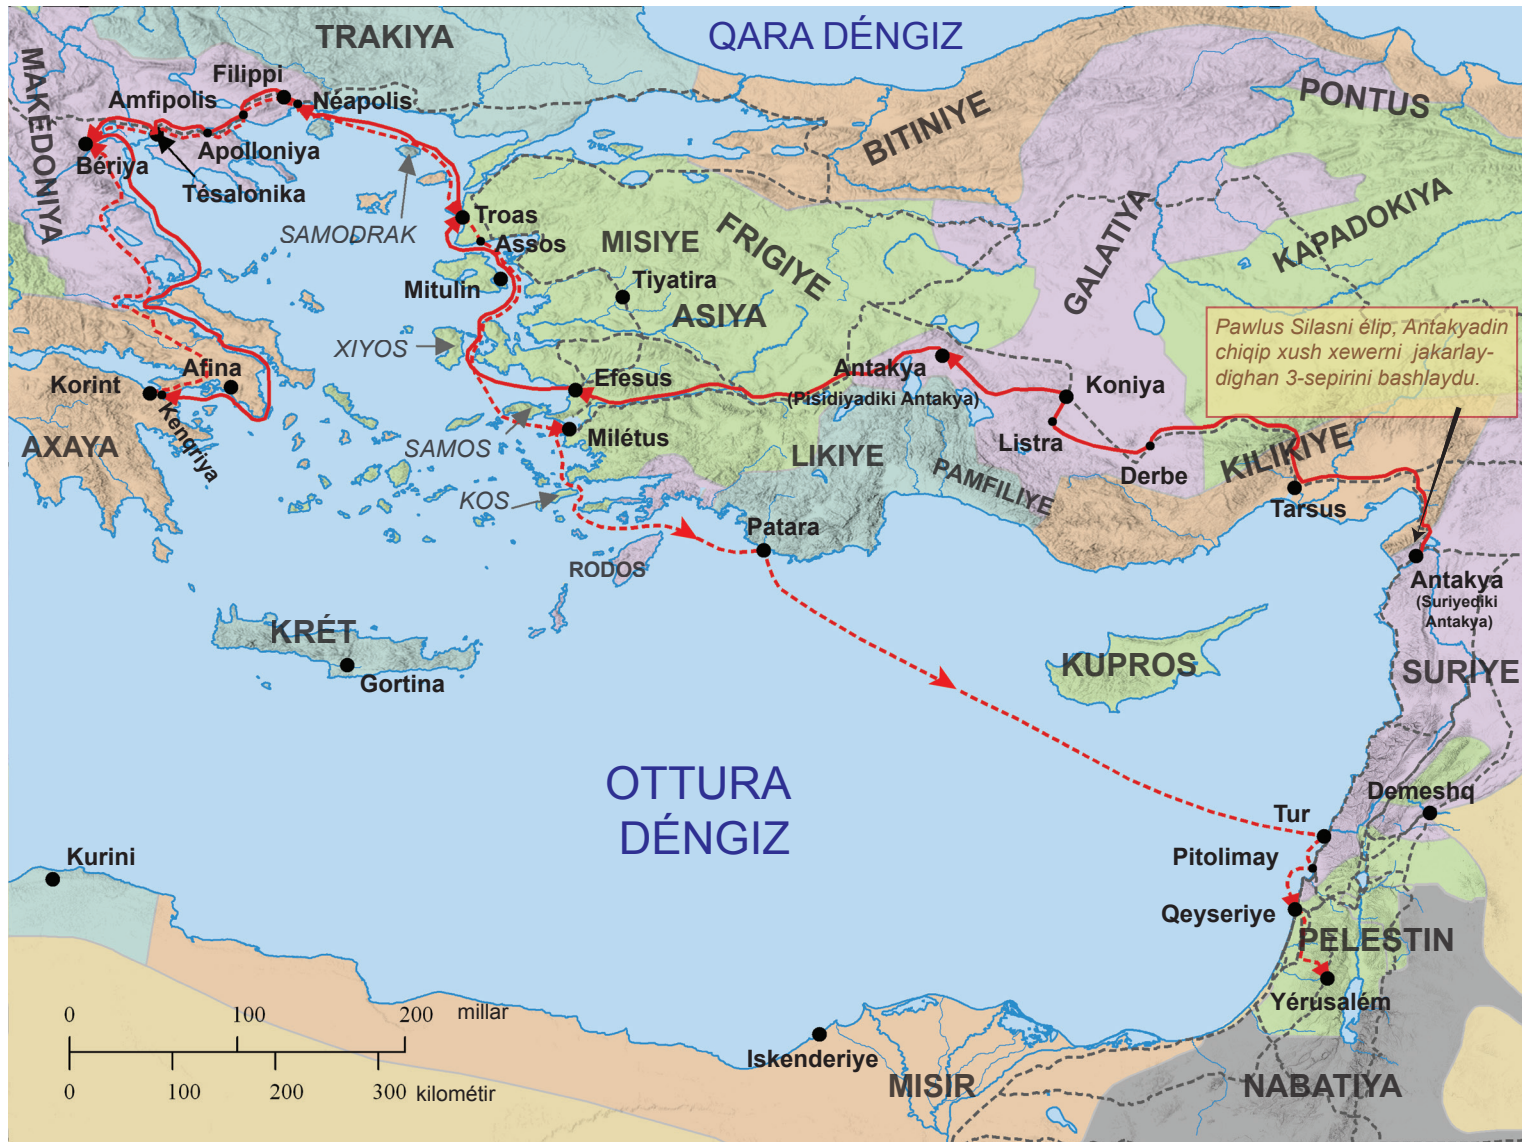 TRAKIYA
QARA DÉNGIZ
MAKÉDONIYA
Filippi
Amfipolis
Néapolis
Apolloniya
Bériya
Tésalonika
BITINIYE
PONTUS
SAMODRAK
Troas
Assos
MISIYE
FRIGIYE
GALATIYA
KAPADOKIYA
Mitulin
Tiyatira
ASIYA
XIYOS
Pawlus Silasni élip, Antakyadin
chiqip xush xewerni jakarlay-
dighan 3-sepirini bashlaydu.
Afina
Korint
Kenqriya
AXAYA
Efesus
Antakya
(Pisidiyadiki Antakya)
Koniya
Listra
Derbe
KILIKIYE
SAMOS
Milétus
LIKIYE
PAMFILIYE
Tarsus
KOS
Patara
RODOS
Antakya
(Suriyediki
Antakya)
KRÉT
Gortina
KUPROS
SURIYE
OTTURA
DÉNGIZ
Demeshq
Tur
Pitolimay
Kurini
Qeyseriye
PELESTIN
Yérusalém
0 100 200 millar
0 100 200 300 kilométir
Iskenderiye
MISIR
NABATIYA